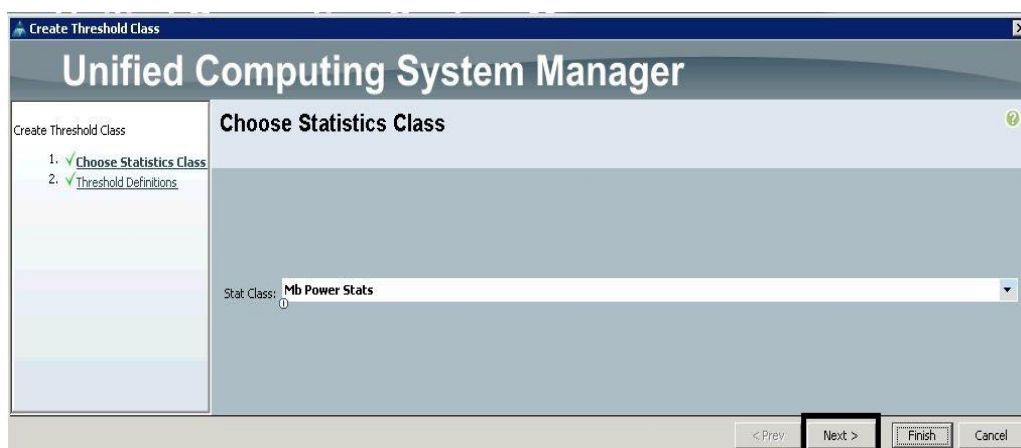 Create Threshold Class
Unified Computing System Manager
Create Threshold Class
1. Choose Statistics Class
2. Threshold Definitions
Choose Statistics Class
Stat Class: Mb Power Stats
< Prev
Next >
Finish
Cancel